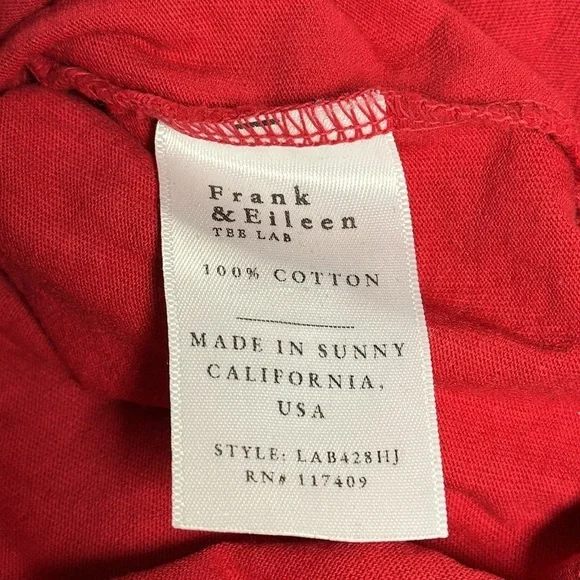 Frank
& Eileen
TEE LAB
100% COTTON
MADE IN SUNNY
CALIFORNIA,
USA
STYLE: LAB428HJ
RN# 117409